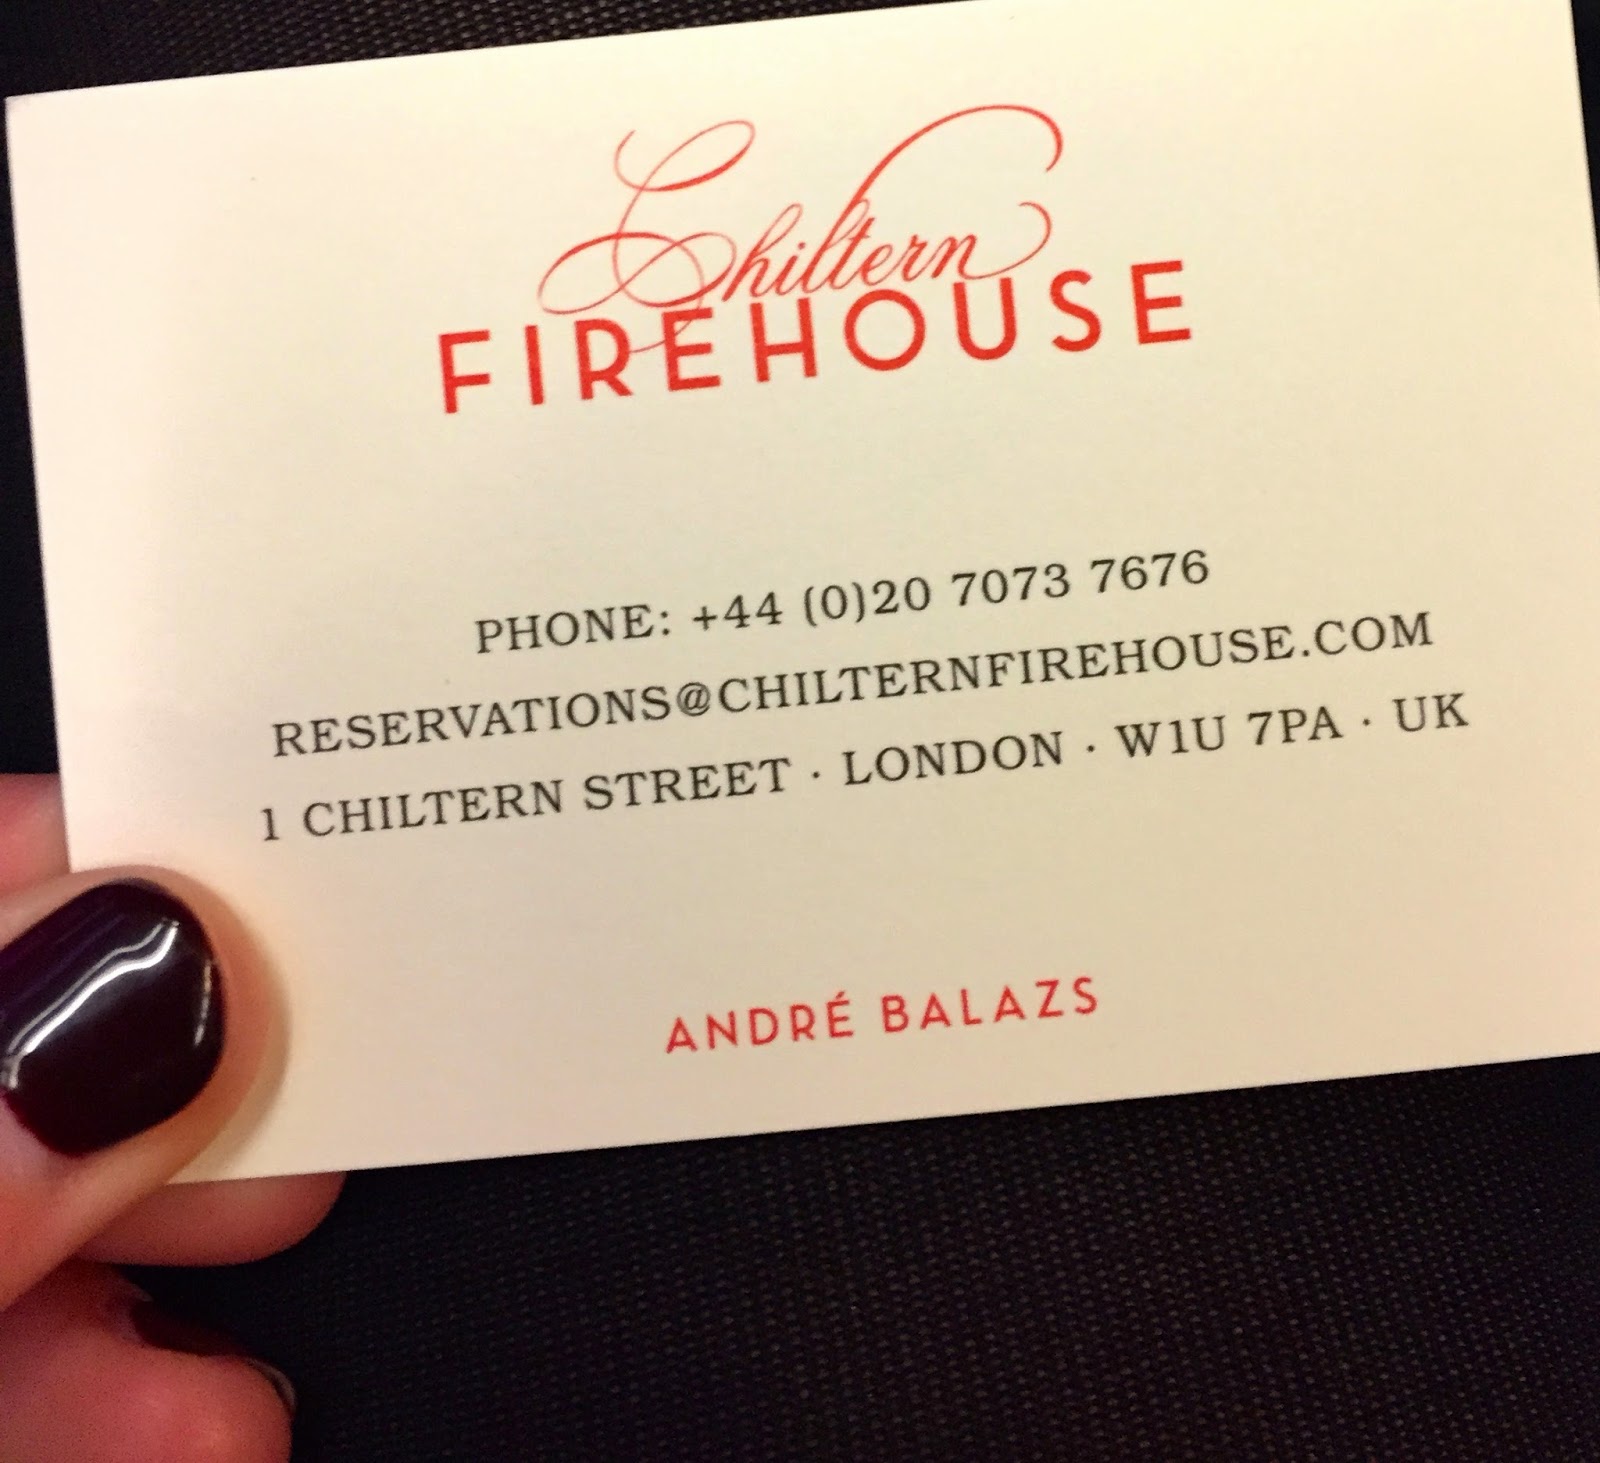 Chiltern
FIREHOUSE
PHONE: +44 (0)20 7073 7676
RESERVATIONS@CHILTERNFIREHOUSE.COM
1 CHILTERN STREET · LONDON · W1U 7PA · UK
ANDRÉ BALAZS